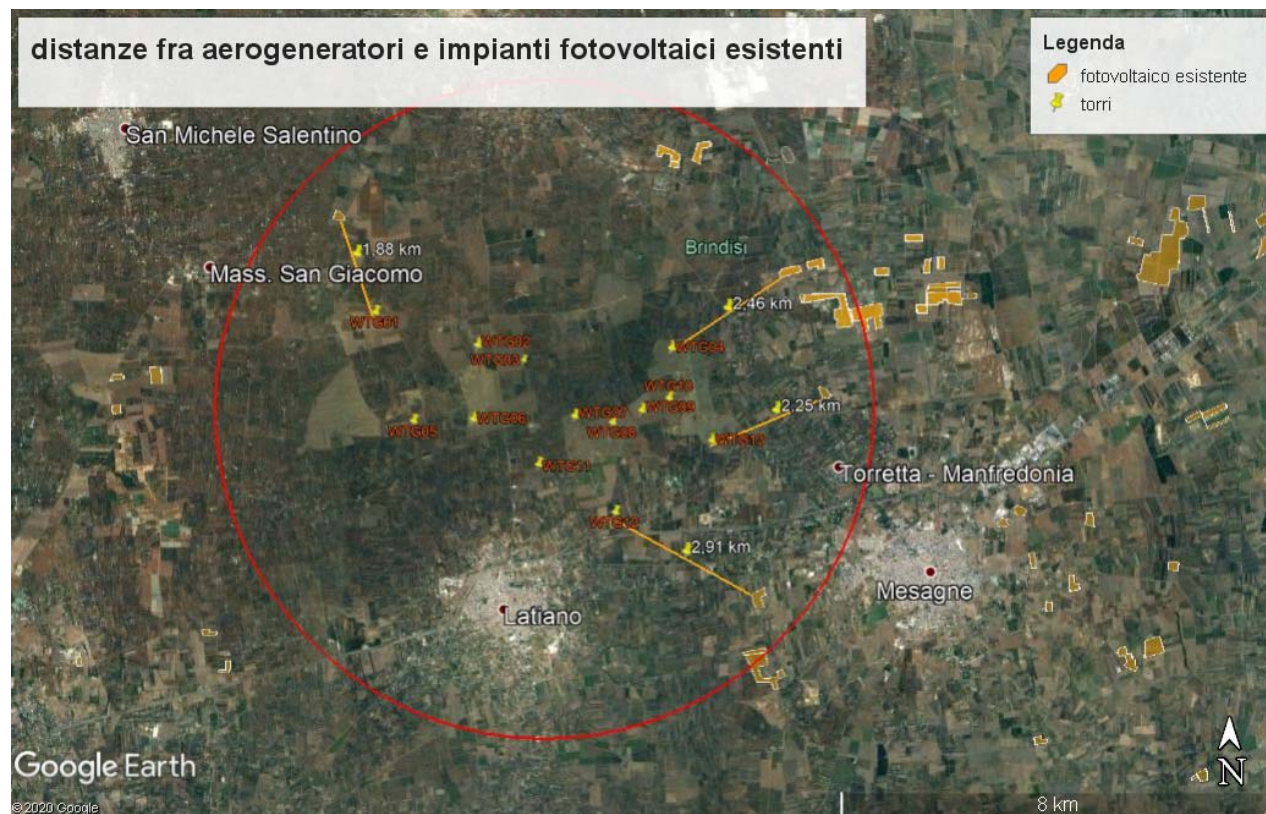 distanze fra aerogeneratori e impianti fotovoltaici esistenti
Legenda
fotovoltaico esistente
torri
San Michele Salentino
1,88 km
Mass. San Giacomo
Brindisi
2,46 km
WTG01
WTG02
WTG03
WTG04
WTG10
WTG09
2,25 km
WTG05
WTG06
WTG07
WTG08
WTG13
WTG11
Torretta - Manfredonia
WTG12
2,91 km
Mesagne
Latiano
Google Earth
N
© 2020 Google
8 km